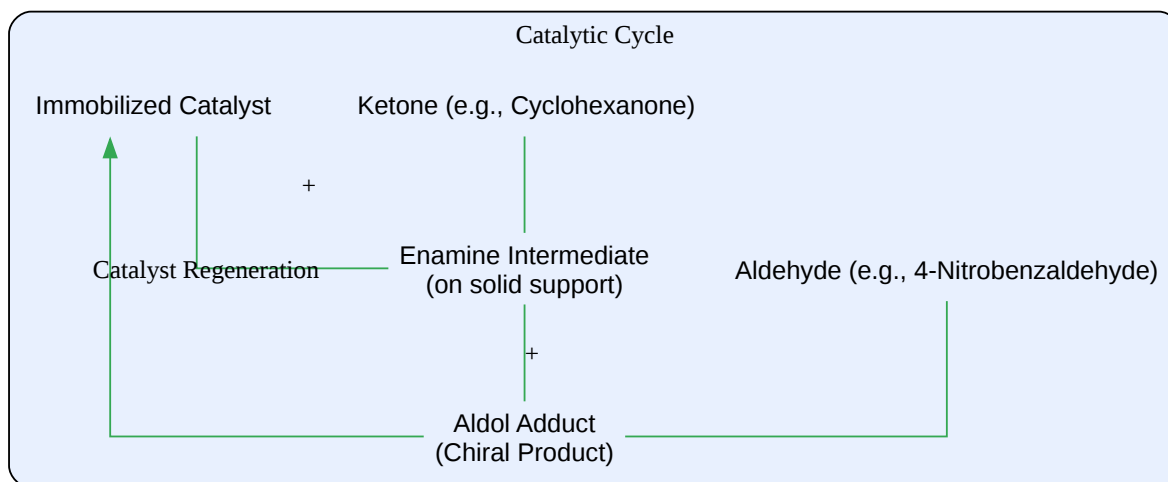 Catalytic Cycle
Immobilized Catalyst
Ketone (e.g., Cyclohexanone)
+
Enamine Intermediate
(on solid support)
Catalyst Regeneration
Aldehyde (e.g., 4-Nitrobenzaldehyde)
+
Aldol Adduct
(Chiral Product)